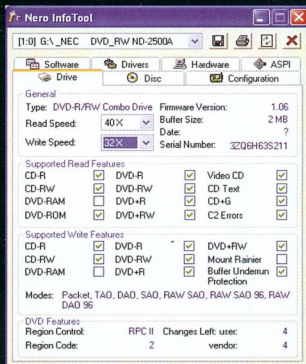 Nero InfoTool
[1:0] G:\_NEC DVD_RW ND-2500A
Software Drivers Hardware ASPI
Drive Disc Configuration
General
Type: DVD-R/RW Combo Drive Firmware Version: 1.06
Read Speed: 40 X Buffer Size: 2 MB
Date: ?
Write Speed: 32 X Serial Number: 3ZQ6H63S211
Supported Read Features
CD-R DVD-R Video CD
CD-RW DVD-RW CD Text
DVD-RAM DVD+R CD+G
DVD-ROM DVD+RW C2 Errors
Supported Write Features
CD-R DVD-R DVD+RW
CD-RW DVD-RW Mount Rainier
DVD-RAM DVD+R Buffer Underrun
Protection
Modes: Packet, TAO, DAO, SAO, RAW SAO, RAW SAO 96, RAW
DAO 96
DVD Features
Region Control: RPC II Changes Left: user: 4
Region Code: 2 vendor: 4